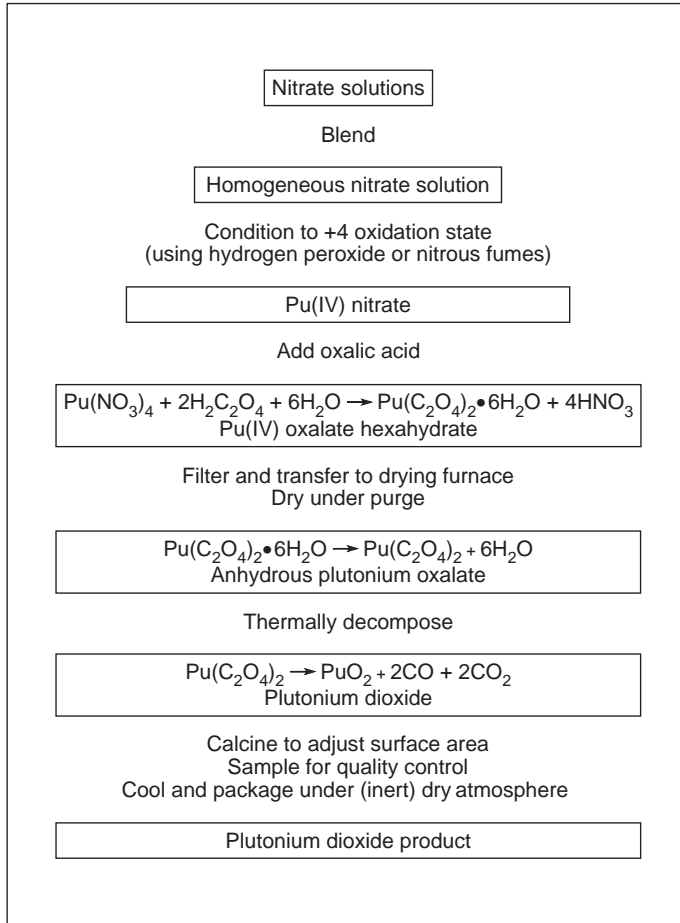 Nitrate solutions
Blend
Homogeneous nitrate solution
Condition to +4 oxidation state
(using hydrogen peroxide or nitrous fumes)
Pu(IV) nitrate
Add oxalic acid
Pu(NO₃)₄ + 2H₂C₂O₄ + 6H₂O → Pu(C₂O₄)₂•6H₂O + 4HNO₃
Pu(IV) oxalate hexahydrate
Filter and transfer to drying furnace
Dry under purge
Pu(C₂O₄)₂•6H₂O → Pu(C₂O₄)₂ + 6H₂O
Anhydrous plutonium oxalate
Thermally decompose
Pu(C₂O₄)₂ → PuO₂ + 2CO + 2CO₂
Plutonium dioxide
Calcine to adjust surface area
Sample for quality control
Cool and package under (inert) dry atmosphere
Plutonium dioxide product